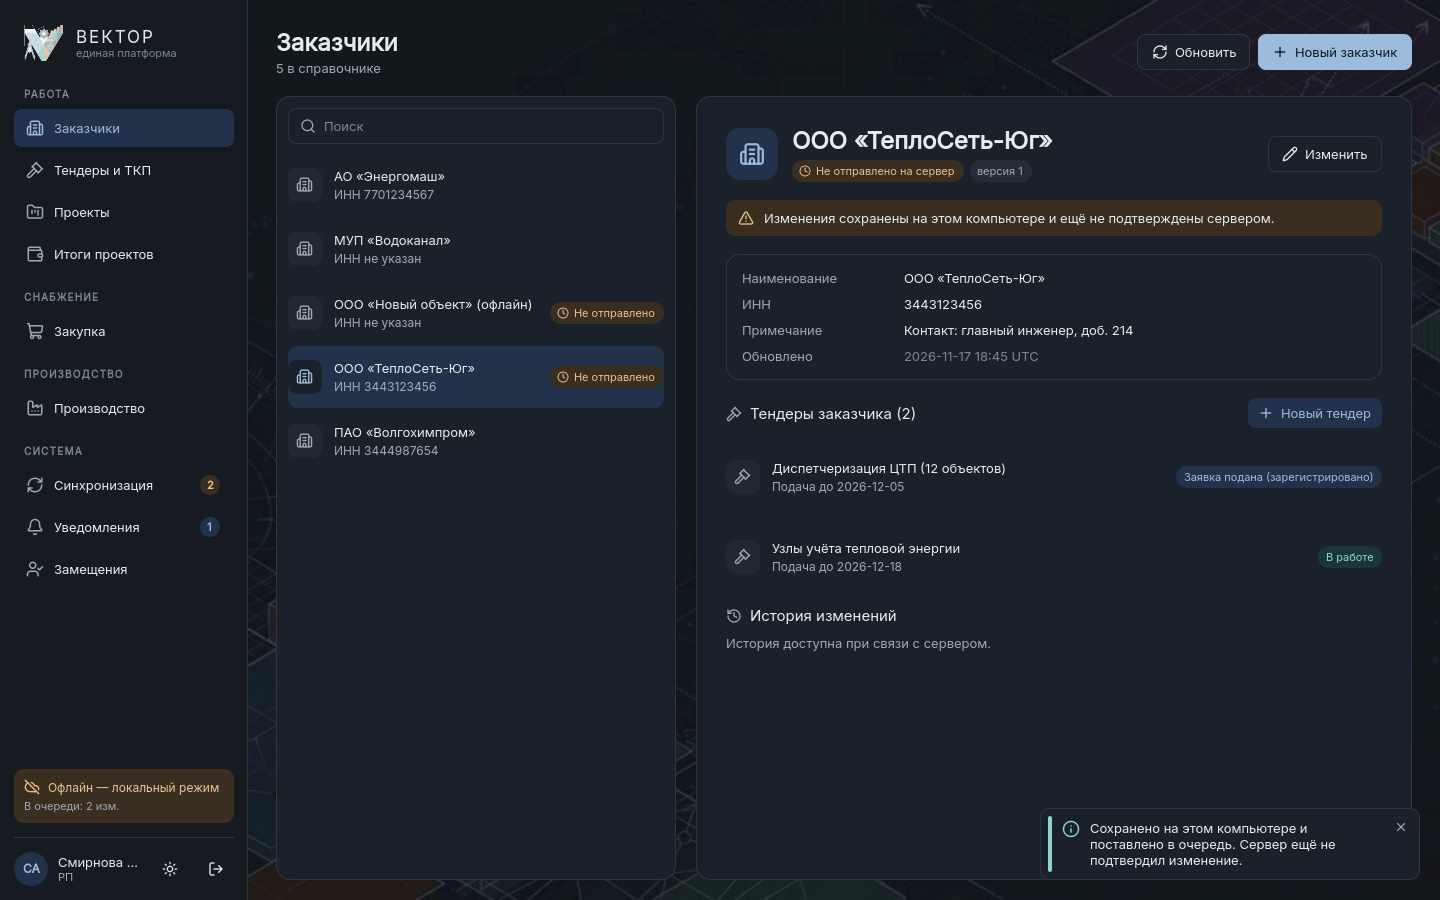 ВЕКТОР
единая платформа
РАБОТА
Заказчики
Тендеры и ТКП
Проекты
Итоги проектов
СНАБЖЕНИЕ
Закупка
ПРОИЗВОДСТВО
Производство
СИСТЕМА
Синхронизация 2
Уведомления 1
Замещения
Офлайн — локальный режим
В очереди: 2 изм.
СА
Смирнова ...
РП
Заказчики
5 в справочнике
Обновить
Новый заказчик
Поиск
АО «Энергомаш»
ИНН 7701234567
МУП «Водоканал»
ИНН не указан
ООО «Новый объект» (офлайн)
ИНН не указан
Не отправлено
ООО «ТеплоСеть-Юг»
ИНН 3443123456
Не отправлено
ПАО «Волгохимпром»
ИНН 3444987654
ООО «ТеплоСеть-Юг»
Не отправлено на сервер
версия 1
Изменить
Изменения сохранены на этом компьютере и ещё не подтверждены сервером.
Наименование ООО «ТеплоСеть-Юг»
ИНН 3443123456
Примечание Контакт: главный инженер, доб. 214
Обновлено 2026-11-17 18:45 UTC
Тендеры заказчика (2)
Новый тендер
Диспетчеризация ЦТП (12 объектов)
Подача до 2026-12-05
Заявка подана (зарегистрировано)
Узлы учёта тепловой энергии
Подача до 2026-12-18
В работе
История изменений
История доступна при связи с сервером.
Сохранено на этом компьютере и
поставлено в очередь. Сервер ещё не
подтвердил изменение.